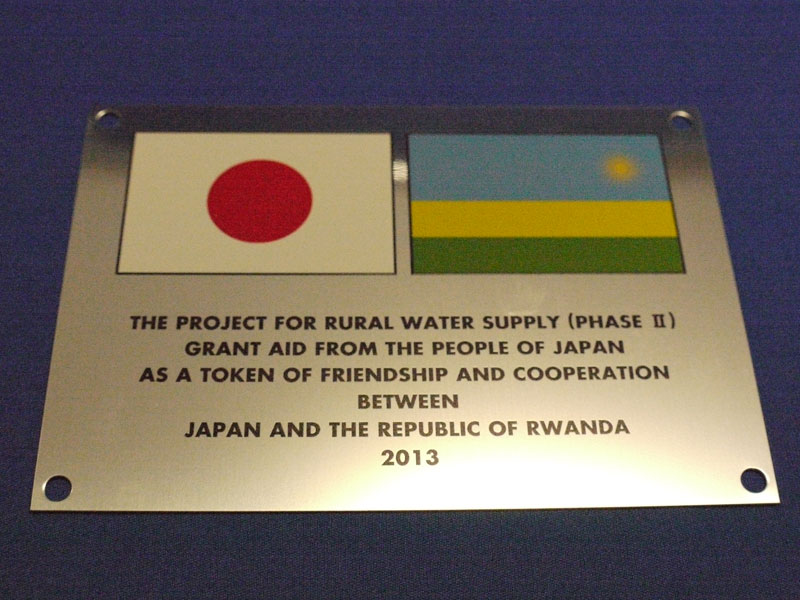 THE PROJECT FOR RURAL WATER SUPPLY (PHASE Ⅱ)
GRANT AID FROM THE PEOPLE OF JAPAN
AS A TOKEN OF FRIENDSHIP AND COOPERATION
BETWEEN
JAPAN AND THE REPUBLIC OF RWANDA
2013